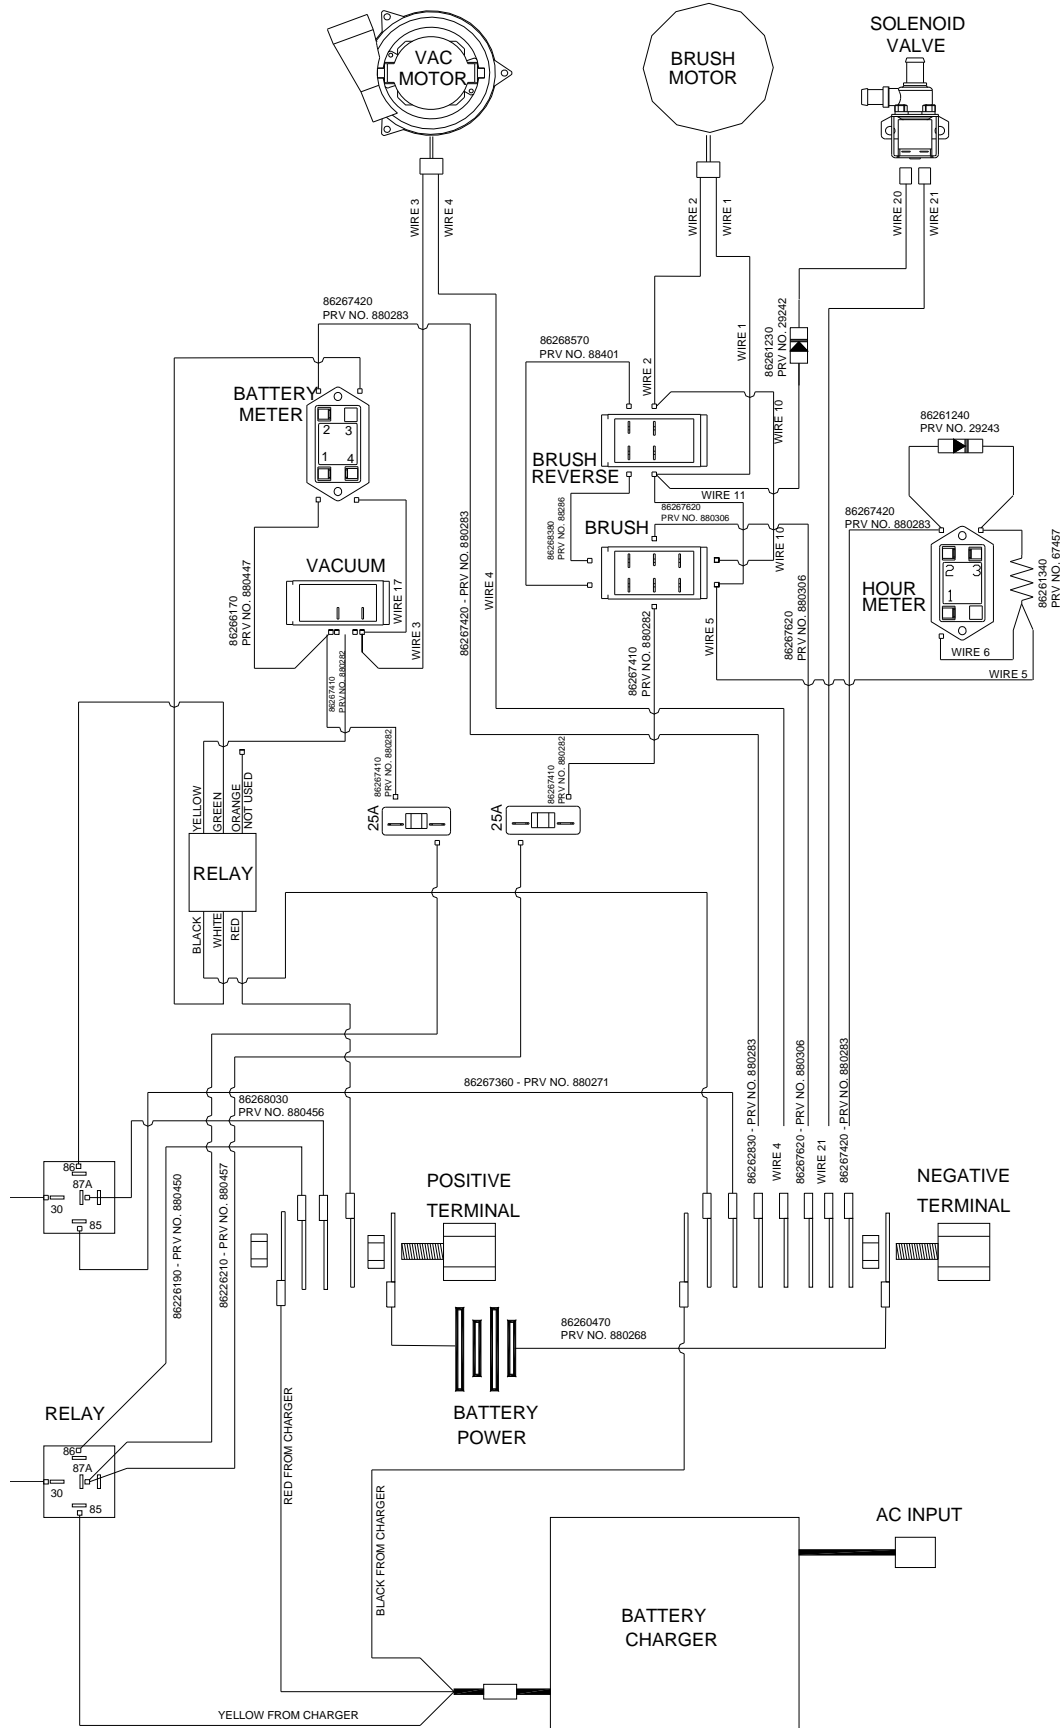 VAC
MOTOR
BRUSH
MOTOR
SOLENOID
VALVE
WIRE 3
WIRE 4
WIRE 2
WIRE 1
WIRE 20
WIRE 21
86267420
PRV NO. 880283
86268570
PRV NO. 88401
WIRE 2
WIRE 1
86261230
PRV NO. 29242
BATTERY
METER
2 3
1 4
WIRE 10
86261240
PRV NO. 29243
BRUSH
REVERSE
WIRE 11
86267620
PRV NO. 880306
BRUSH
86268380
PRV NO. 88286
WIRE 10
86267420
PRV NO. 880283
HOUR
METER
2 3
1
86261340
PRV NO. 67457
VACUUM
86266170
PRV NO. 880447
WIRE 17
WIRE 3
86267420 - PRV NO. 880283
WIRE 4
86267410
PRV NO. 880282
86267410
PRV NO. 880282
WIRE 5
86267620
PRV NO. 880306
WIRE 6
WIRE 5
86267410
PRV NO. 880282
86267410
PRV NO. 880282
25A
25A
YELLOW
GREEN
ORANGE
NOT USED
RELAY
BLACK
WHITE
RED
86267360 - PRV NO. 880271
86268030
PRV NO. 880456
86262830 - PRV NO. 880283
WIRE 4
86267620 - PRV NO. 880306
WIRE 21
86267420 - PRV NO. 880283
86
87A
30
85
86226190 - PRV NO. 880450
86226210 - PRV NO. 880457
POSITIVE
TERMINAL
NEGATIVE
TERMINAL
86260470
PRV NO. 880268
BATTERY
POWER
RELAY
86
87A
30
85
RED FROM CHARGER
BLACK FROM CHARGER
AC INPUT
BATTERY
CHARGER
YELLOW FROM CHARGER